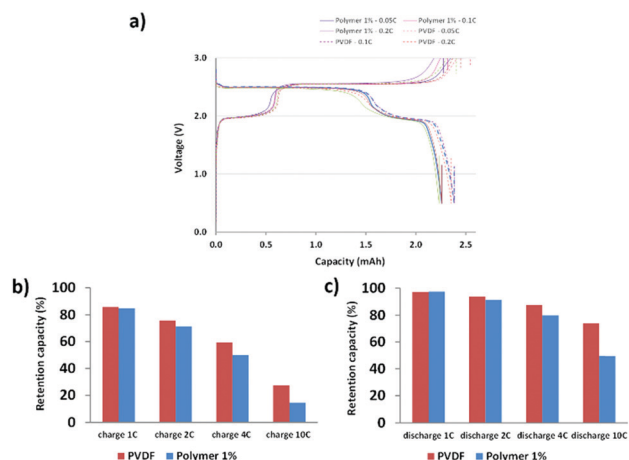 a)
Polymer 1% - 0.05C
Polymer 1% - 0.1C
Polymer 1% - 0.2C
PVDF - 0.05C
PVDF - 0.1C
PVDF - 0.2C
3.0
2.0
1.0
0.0
Voltage (V)
0.0 0.5 1.0 1.5 2.0 2.5
Capacity (mAh)
b)
Retention capacity (%)
100
80
60
40
20
0
charge 1C charge 2C charge 4C charge 10C
PVDF Polymer 1%
c)
Retention capacity (%)
100
80
60
40
20
0
discharge 1C discharge 2C discharge 4C discharge 10C
PVDF Polymer 1%